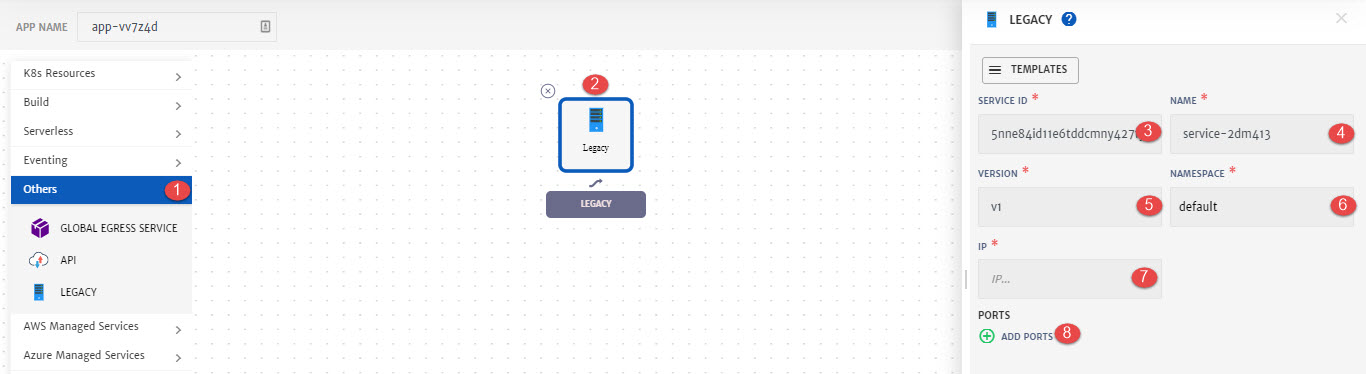 APP NAME
app-vv7z4d
K8s Resources
Build
Serverless
Eventing
Others
1
GLOBAL EGRESS SERVICE
API
LEGACY
AWS Managed Services
Azure Managed Services
2
Legacy
LEGACY
LEGACY ?
TEMPLATES
SERVICE ID * NAME *
3 service-2dm413 4
VERSION * NAMESPACE *
v1 5 default 6
IP *
IP... 7
PORTS
ADD PORTS 8